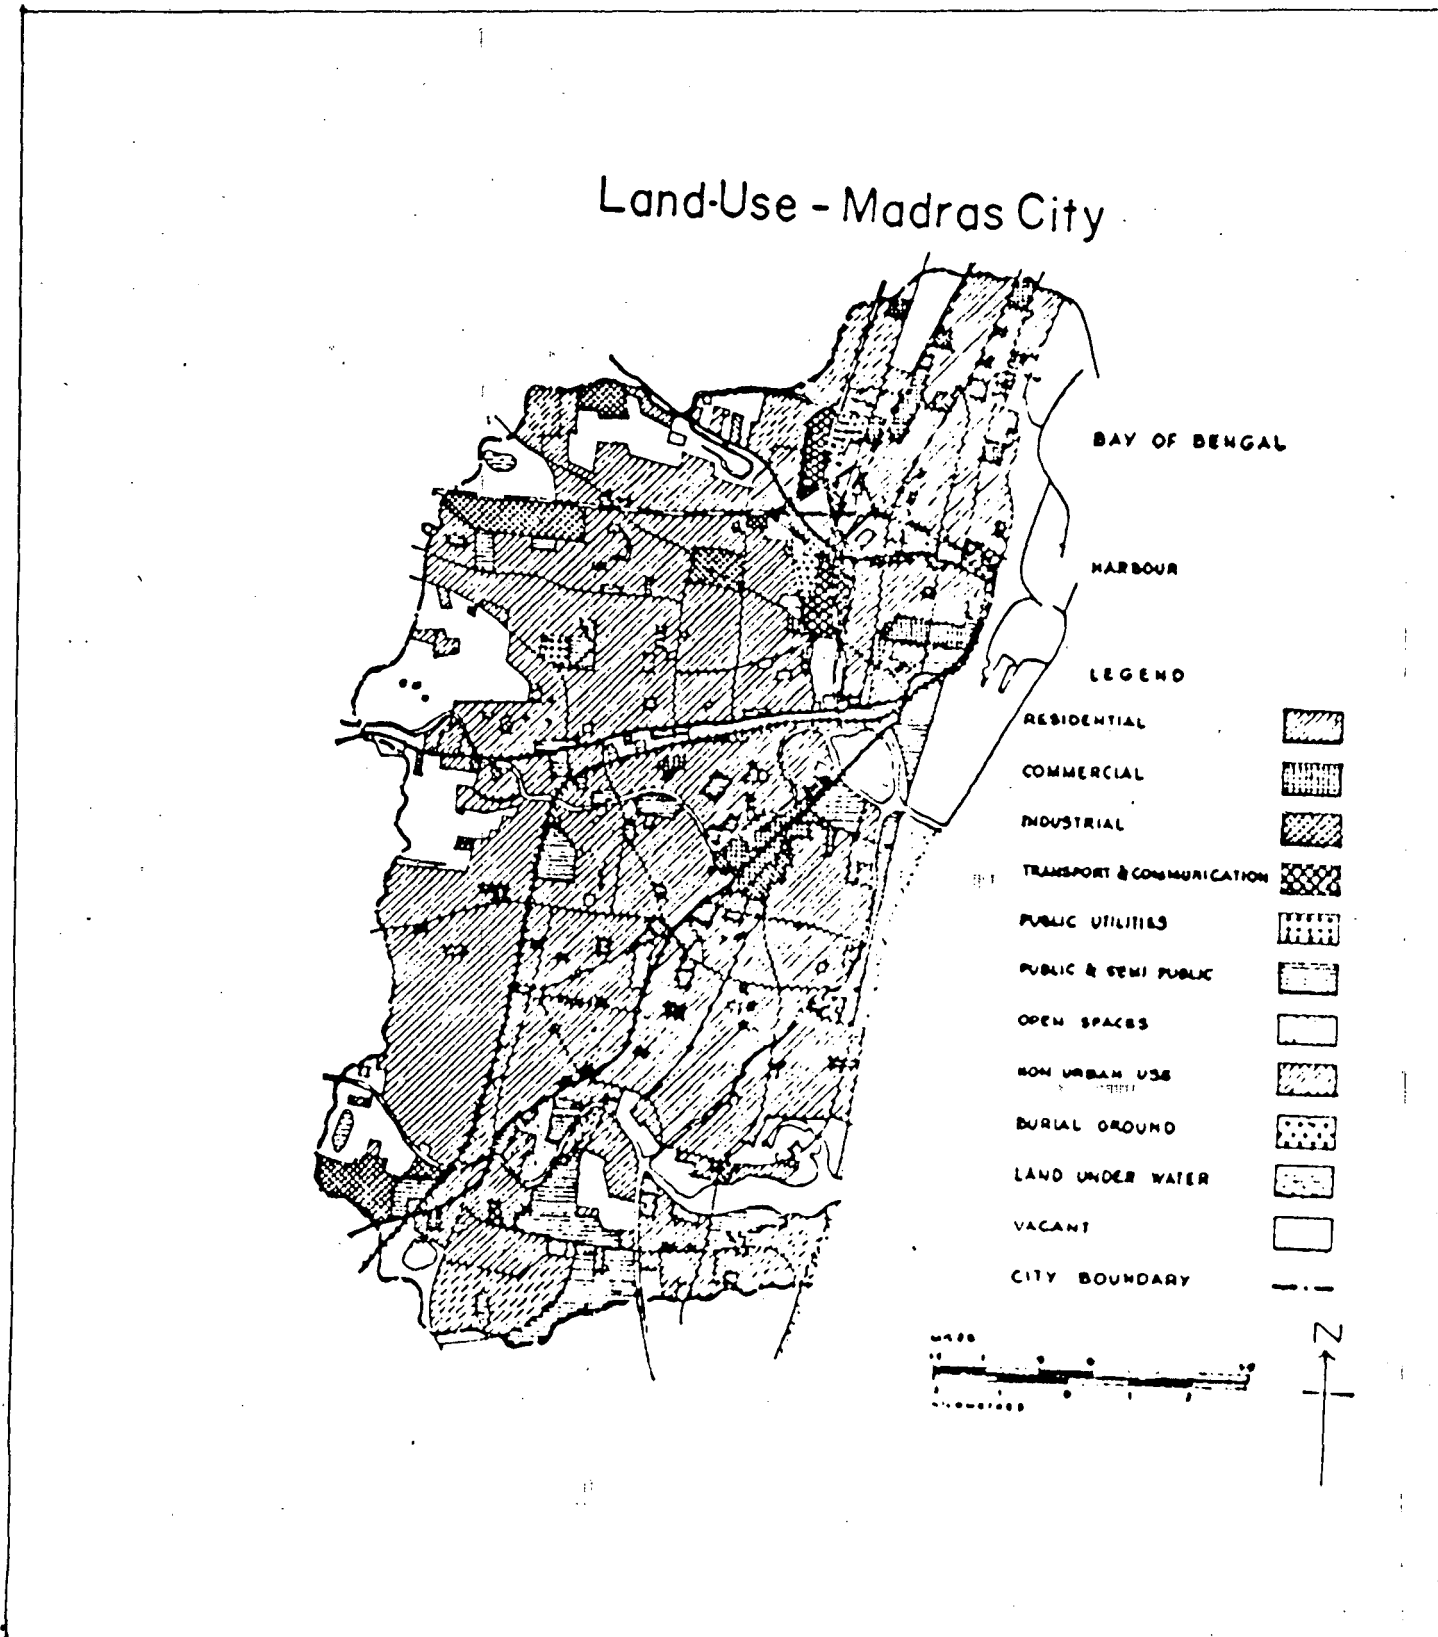 Land-Use - Madras City
BAY OF BENGAL
HARBOUR
LEGEND
RESIDENTIAL
COMMERCIAL
INDUSTRIAL
TRANSPORT & COMMUNICATION
PUBLIC UTILITIES
PUBLIC & SEMI PUBLIC
OPEN SPACES
NON URBAN USE
BURIAL GROUND
LAND UNDER WATER
VACANT
CITY BOUNDARY
N
KILOMETRES